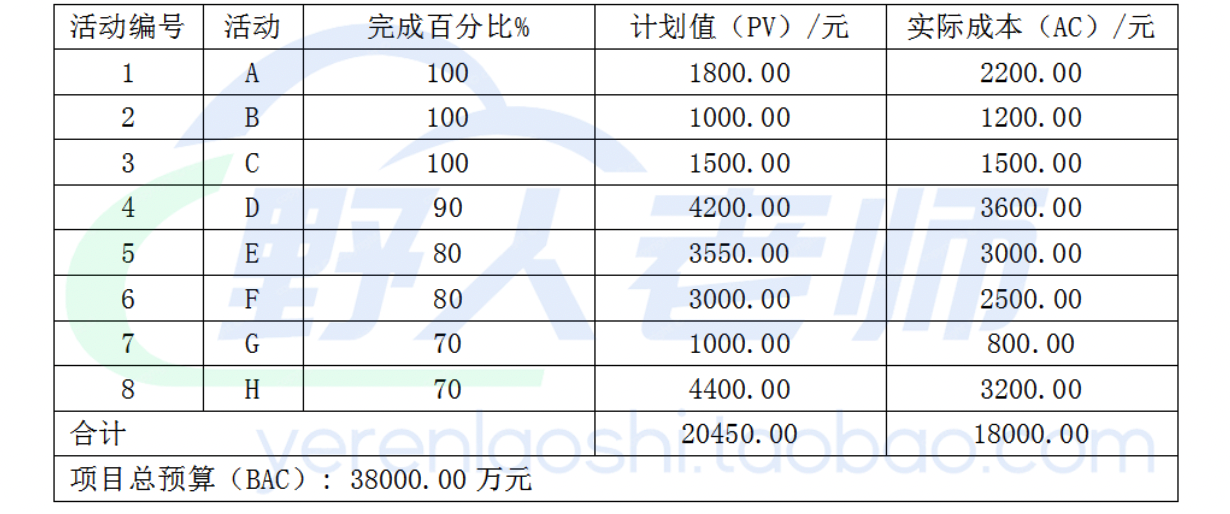 活动编号 活动 完成百分比% 计划值（PV）/元 实际成本（AC）/元
1 A 100 1800.00 2200.00
2 B 100 1000.00 1200.00
3 C 100 1500.00 1500.00
4 D 90 4200.00 3600.00
5 E 80 3550.00 3000.00
6 F 80 3000.00 2500.00
7 G 70 1000.00 800.00
8 H 70 4400.00 3200.00
合计 20450.00 18000.00
项目总预算（BAC）: 38000.00 万元
野人老师
yerenlaoshi.taobao.com